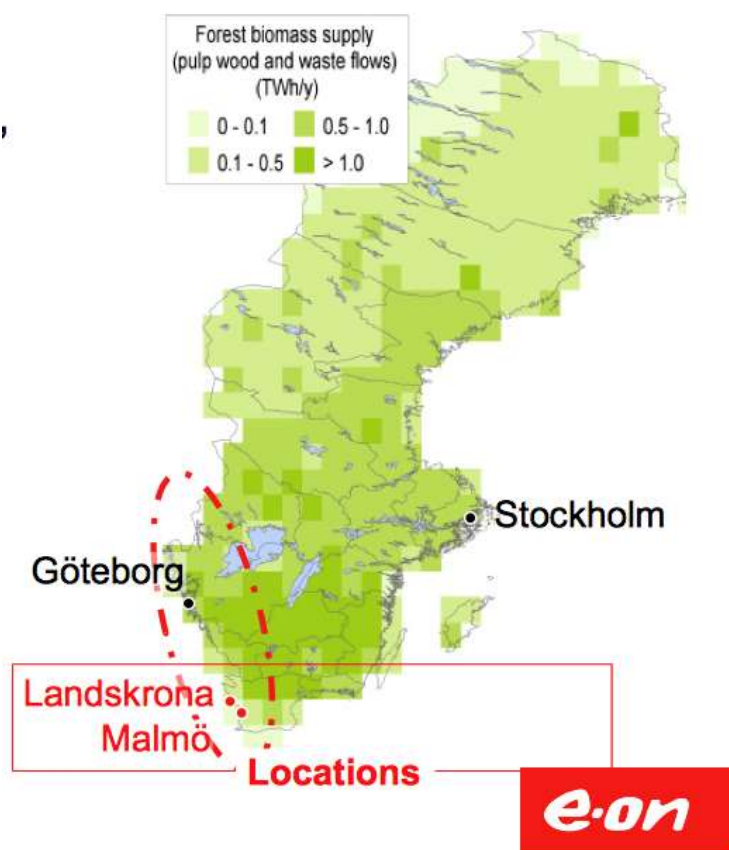 Forest biomass supply
(pulp wood and waste flows)
(TWh/y)
0 - 0.1
0.5 - 1.0
0.1 - 0.5
> 1.0
,
Stockholm
Göteborg
Landskrona
Malmö
Locations
e·on